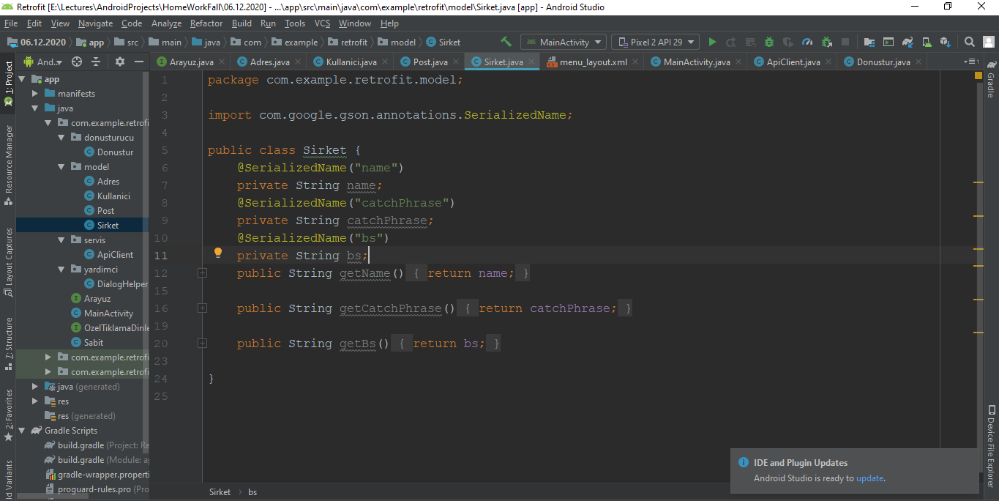 Retrofit [E:\Lectures\AndroidProjects\HomeWorkFall\06.12.2020] - ...\app\src\main\java\com\example\retrofit\model\Sirket.java [app] - Android Studio
File Edit View Navigate Code Analyze Refactor Build Run Tools VCS Window Help
06.12.2020 app src main java com example retrofit model Sirket MainActivity Pixel 2 API 29
And... Arayuz.java Adres.java Kullanici.java Post.java Sirket.java menu_layout.xml MainActivity.java ApiClient.java Donustur.java
1: Project
Resource Manager
Layout Captures
7: Structure
2: Favorites
ld Variants
app
manifests
java
com.example.retrofi
donusturucu
Donustur
model
Adres
Kullanici
Post
Sirket
servis
ApiClient
yardimci
DialogHelper
Arayuz
MainActivity
OzelTiklamaDinle
Sabit
com.example.retrofi
com.example.retrofi
java (generated)
res
res (generated)
Gradle Scripts
build.gradle (Project: Re
build.gradle (Module: ap
gradle-wrapper.properti
proguard-rules.pro (Pro
1 package com.example.retrofit.model;
2
3 import com.google.gson.annotations.SerializedName;
4
5 public class Sirket {
6 @SerializedName("name")
7 private String name;
8 @SerializedName("catchPhrase")
9 private String catchPhrase;
10 @SerializedName("bs")
11 private String bs;
12 public String getName() { return name; }
15
16 public String getCatchPhrase() { return catchPhrase; }
19
20 public String getBs() { return bs; }
23
24 }
25
Sirket bs
IDE and Plugin Updates
Android Studio is ready to update.
1
Gradle
Device File Explorer